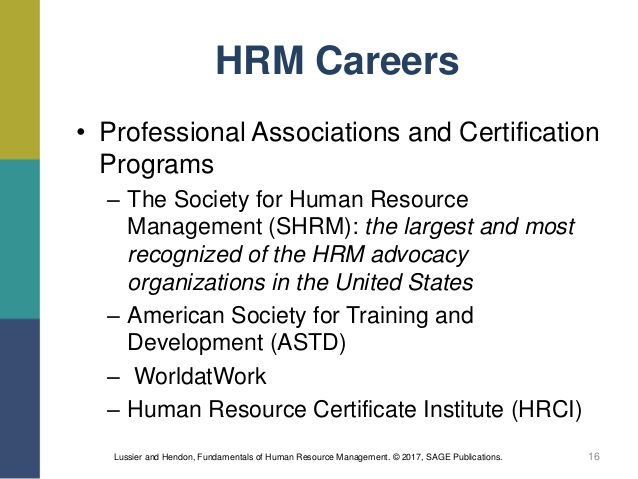 HRM Careers
• Professional Associations and Certification
Programs
– The Society for Human Resource
Management (SHRM): the largest and most
recognized of the HRM advocacy
organizations in the United States
– American Society for Training and
Development (ASTD)
– WorldatWork
– Human Resource Certificate Institute (HRCI)
Lussier and Hendon, Fundamentals of Human Resource Management. © 2017, SAGE Publications. 16